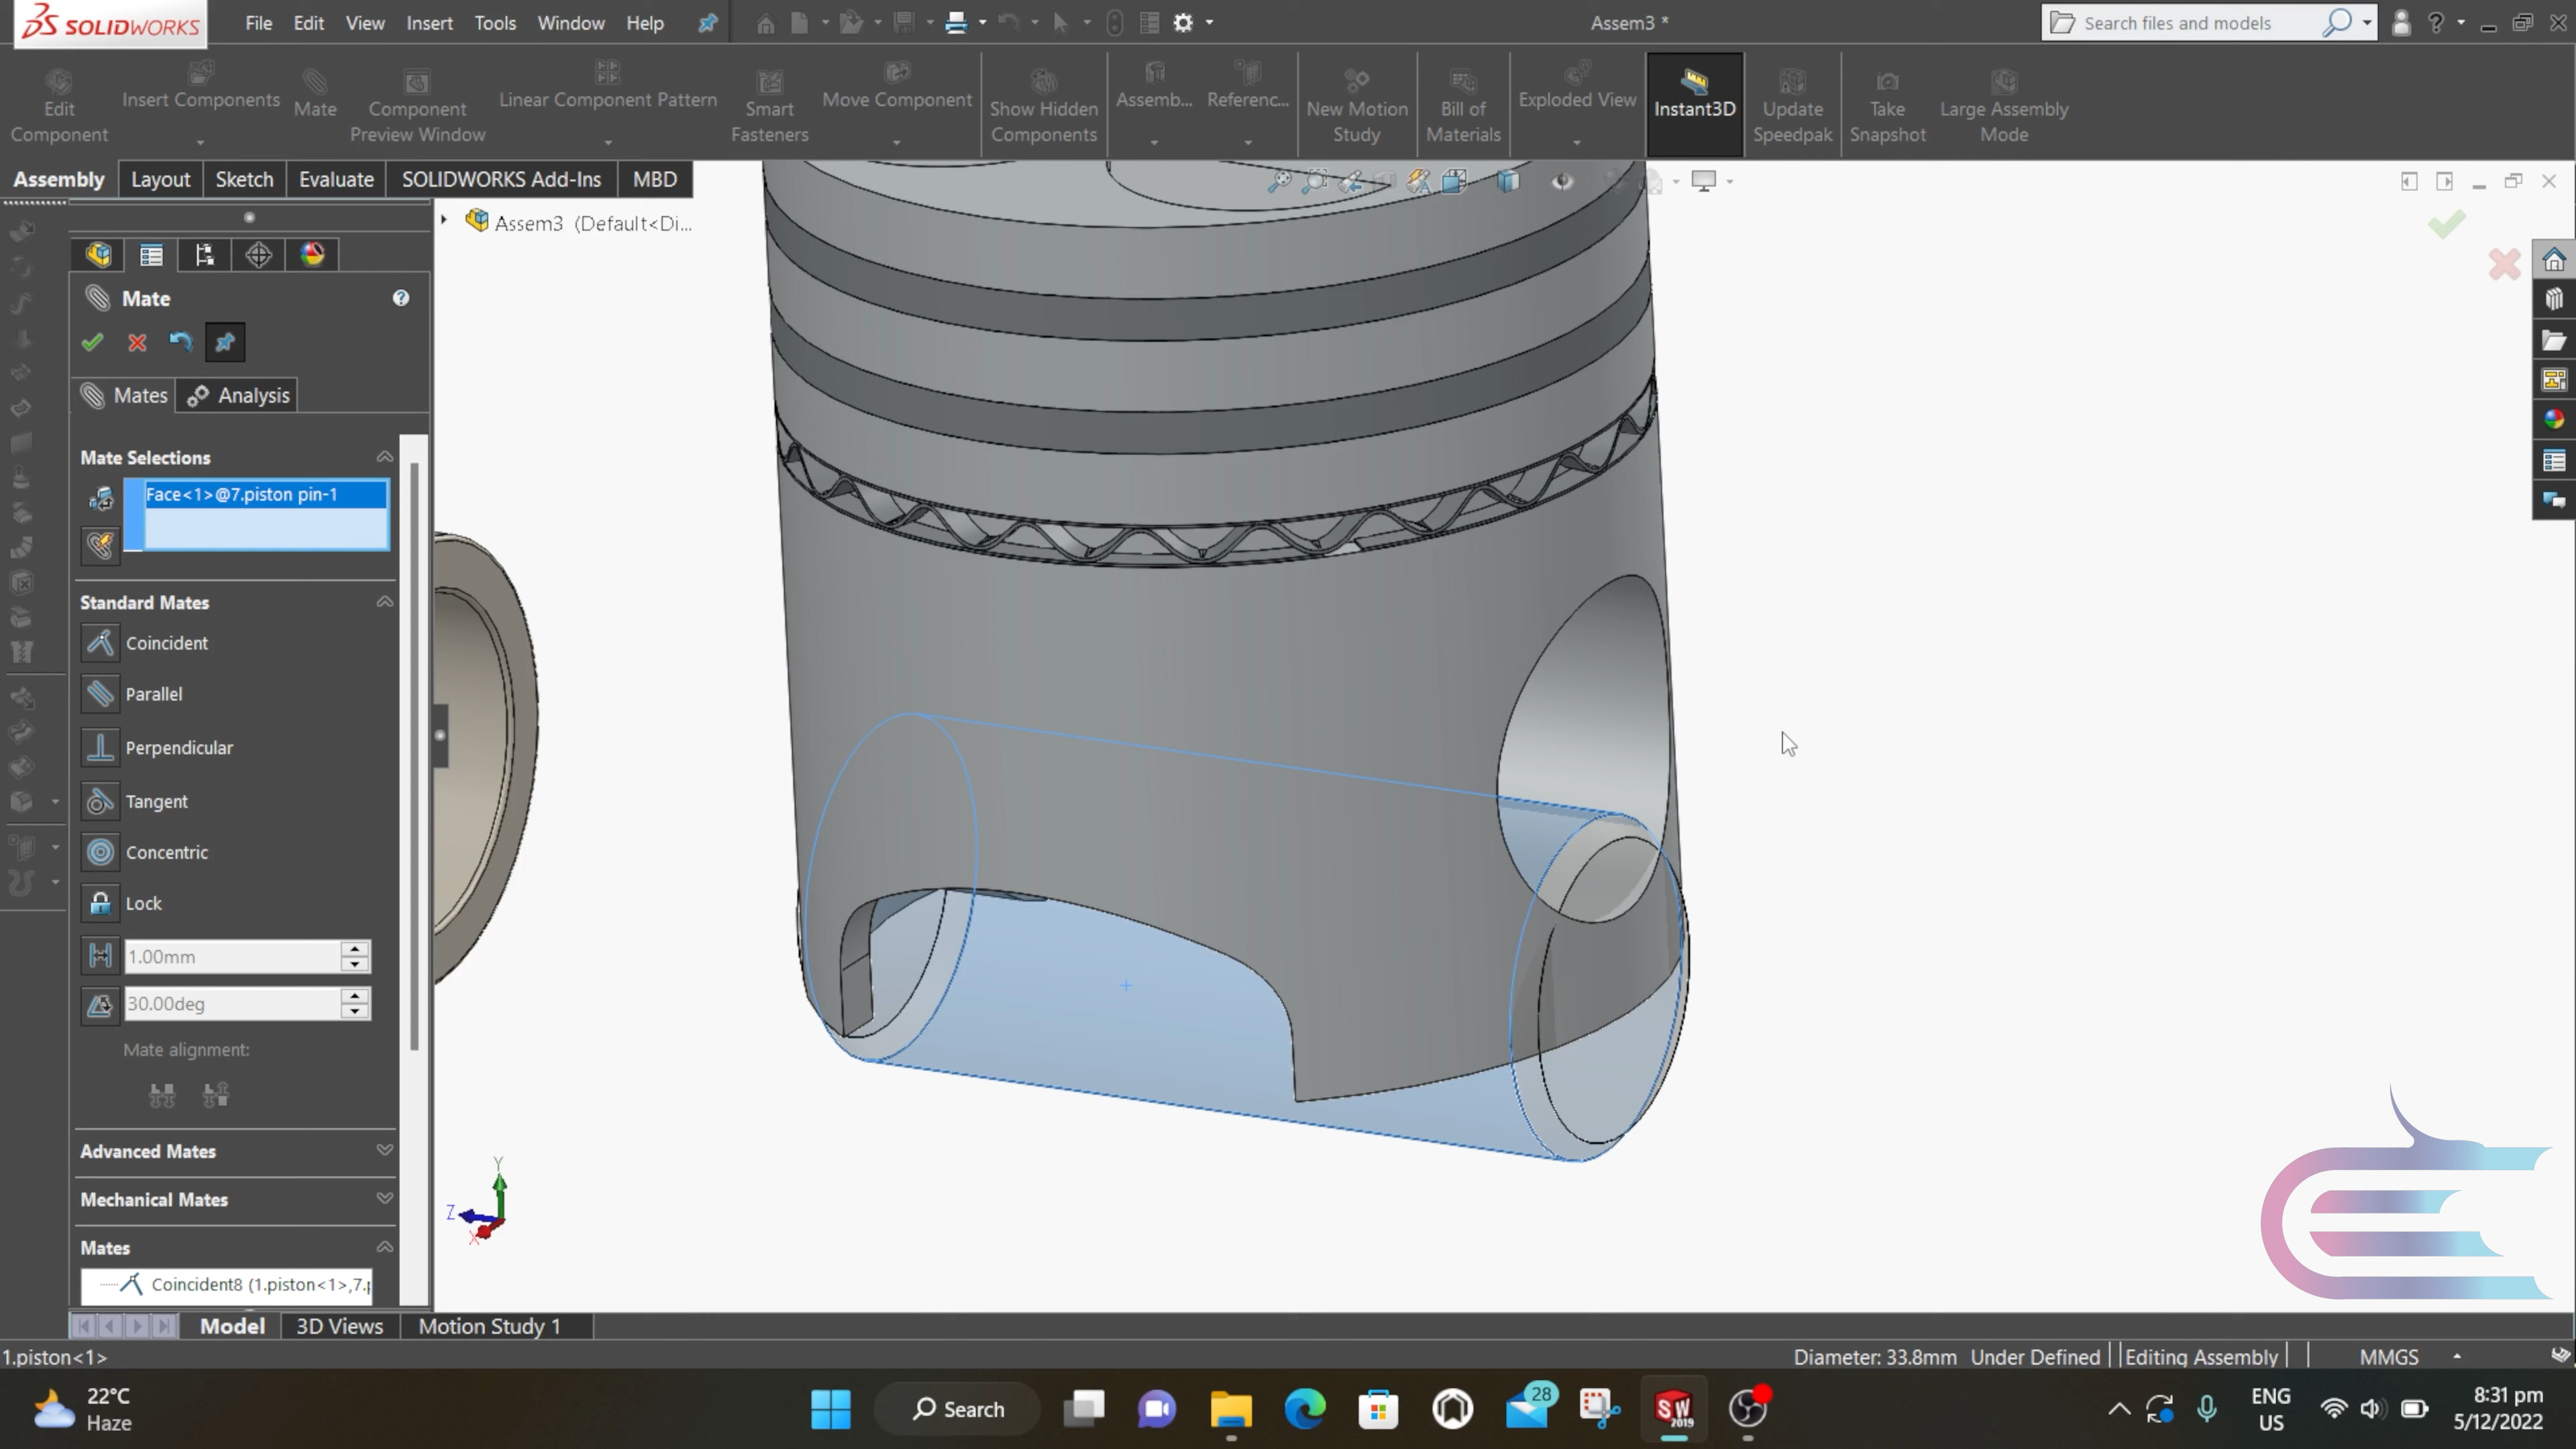 SOLIDWORKS File Edit View Insert Tools Window Help Assem3 * Search files and models
Edit Component
Insert Components
Mate
Component Preview Window
Linear Component Pattern
Smart Fasteners
Move Component
Show Hidden Components
Assemb...
Referenc...
New Motion Study
Bill of Materials
Exploded View
Instant3D
Update Speedpak
Take Snapshot
Large Assembly Mode
Assembly Layout Sketch Evaluate SOLIDWORKS Add-Ins MBD
Assem3 (Default<Di...
Mate
Mates Analysis
Mate Selections
Face<1>@7.piston pin-1
Standard Mates
Coincident
Parallel
Perpendicular
Tangent
Concentric
Lock
1.00mm
30.00deg
Mate alignment:
Advanced Mates
Mechanical Mates
Mates
Coincident8 (1.piston<1>,7.p
Y
Z
X
Model 3D Views Motion Study 1
1.piston<1> Diameter: 33.8mm Under Defined Editing Assembly MMGS
22°C
Haze
Search
28
SW
2019
ENG
US
8:31 pm
5/12/2022